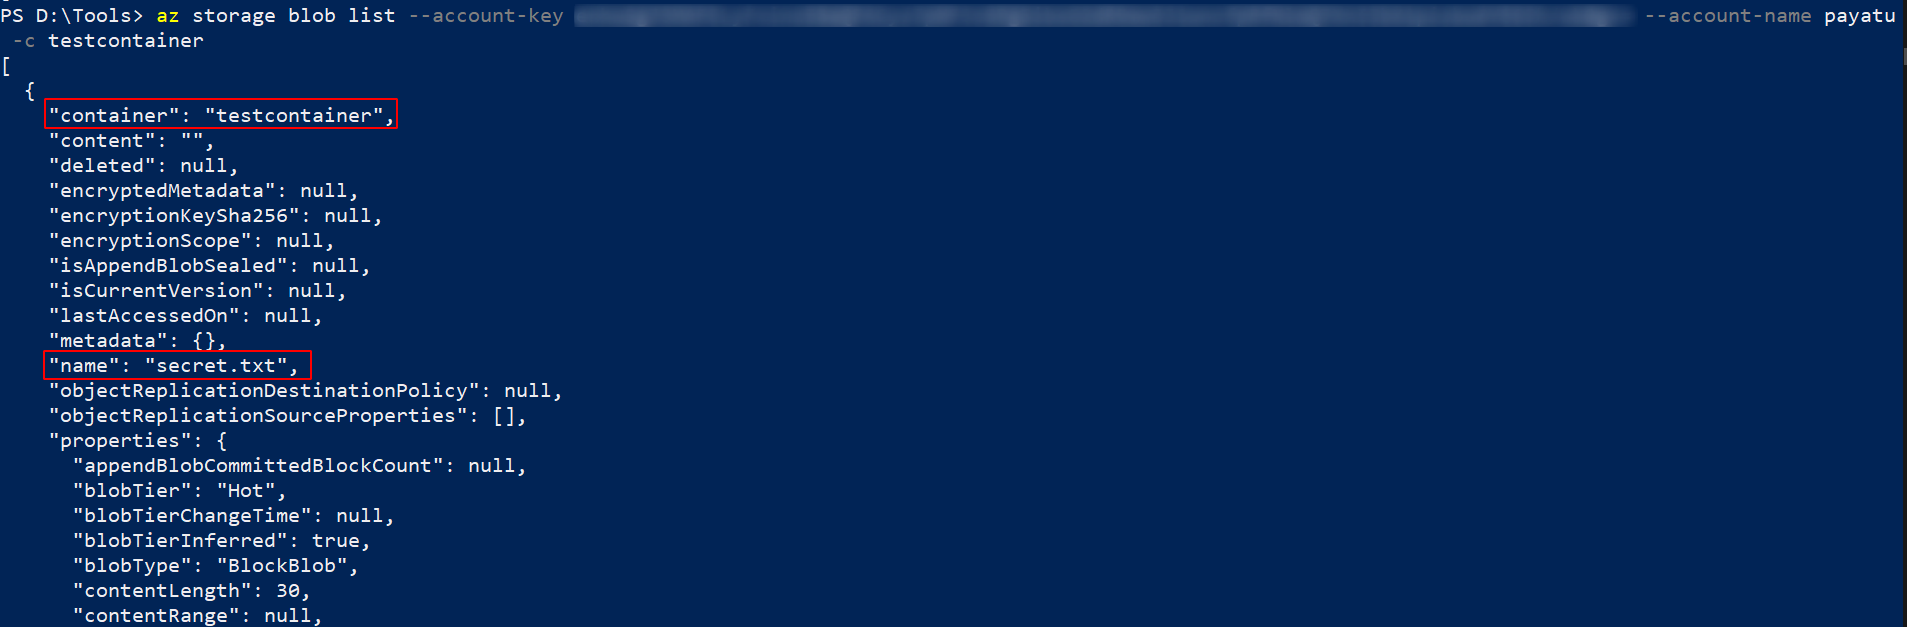 PS D:\Tools> az storage blob list --account-key --account-name payatu
-c testcontainer
[
{
"container": "testcontainer",
"content": "",
"deleted": null,
"encryptedMetadata": null,
"encryptionKeySha256": null,
"encryptionScope": null,
"isAppendBlobSealed": null,
"isCurrentVersion": null,
"lastAccessedOn": null,
"metadata": {},
"name": "secret.txt",
"objectReplicationDestinationPolicy": null,
"objectReplicationSourceProperties": [],
"properties": {
"appendBlobCommittedBlockCount": null,
"blobTier": "Hot",
"blobTierChangeTime": null,
"blobTierInferred": true,
"blobType": "BlockBlob",
"contentLength": 30,
"contentRange": null,